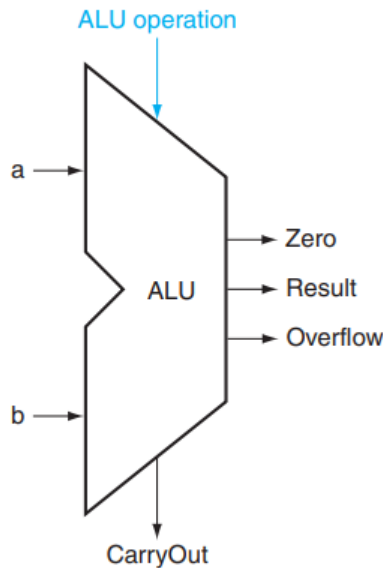 ALU operation
a
Zero
ALU
Result
Overflow
b
CarryOut